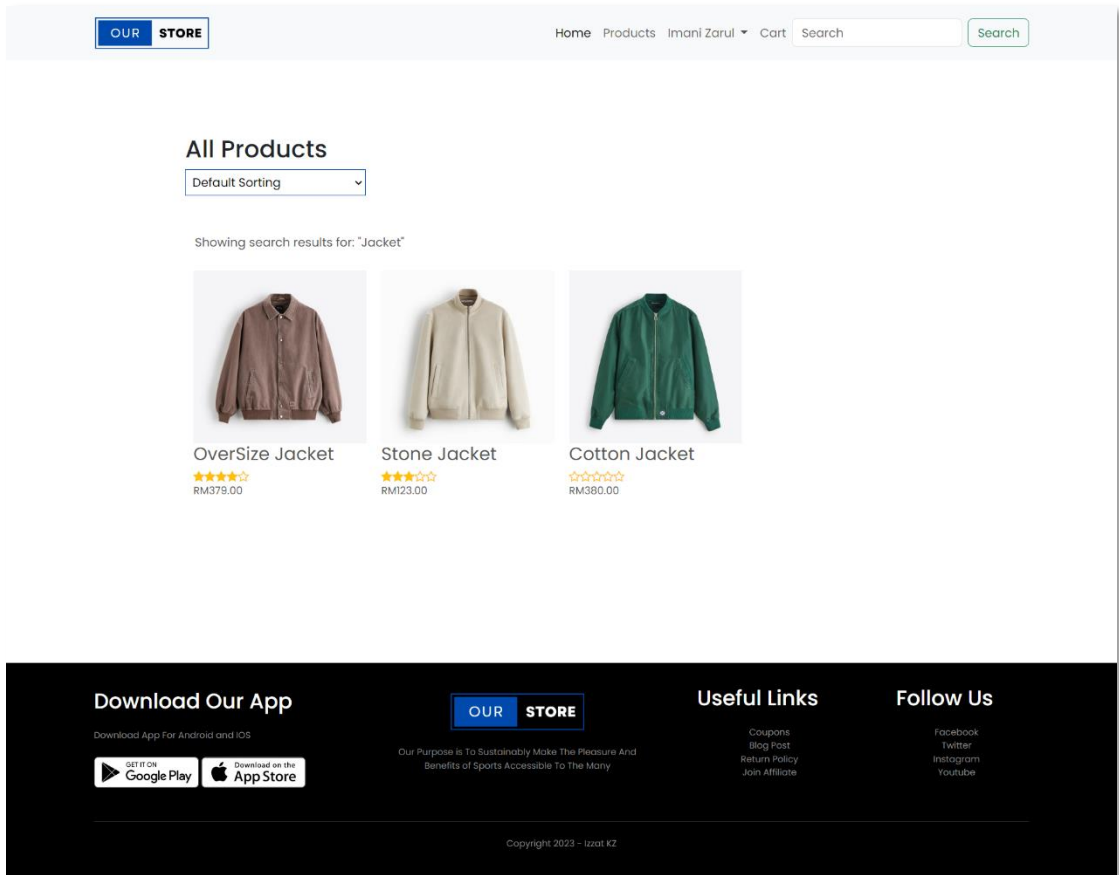 OUR STORE
Home Products Imani Zarul Cart Search Search
All Products
Default Sorting
Showing search results for: "Jacket"
OverSize Jacket
RM379.00
Stone Jacket
RM123.00
Cotton Jacket
RM380.00
Download Our App
Download App For Android and IOS
GET IT ON
Google Play
Download on the
App Store
OUR STORE
Our Purpose is To Sustainably Make The Pleasure And
Benefits of Sports Accessible To The Many
Useful Links
Coupons
Blog Post
Return Policy
Join Affiliate
Follow Us
Facebook
Twitter
Instagram
Youtube
Copyright 2023 - Izzat KZ